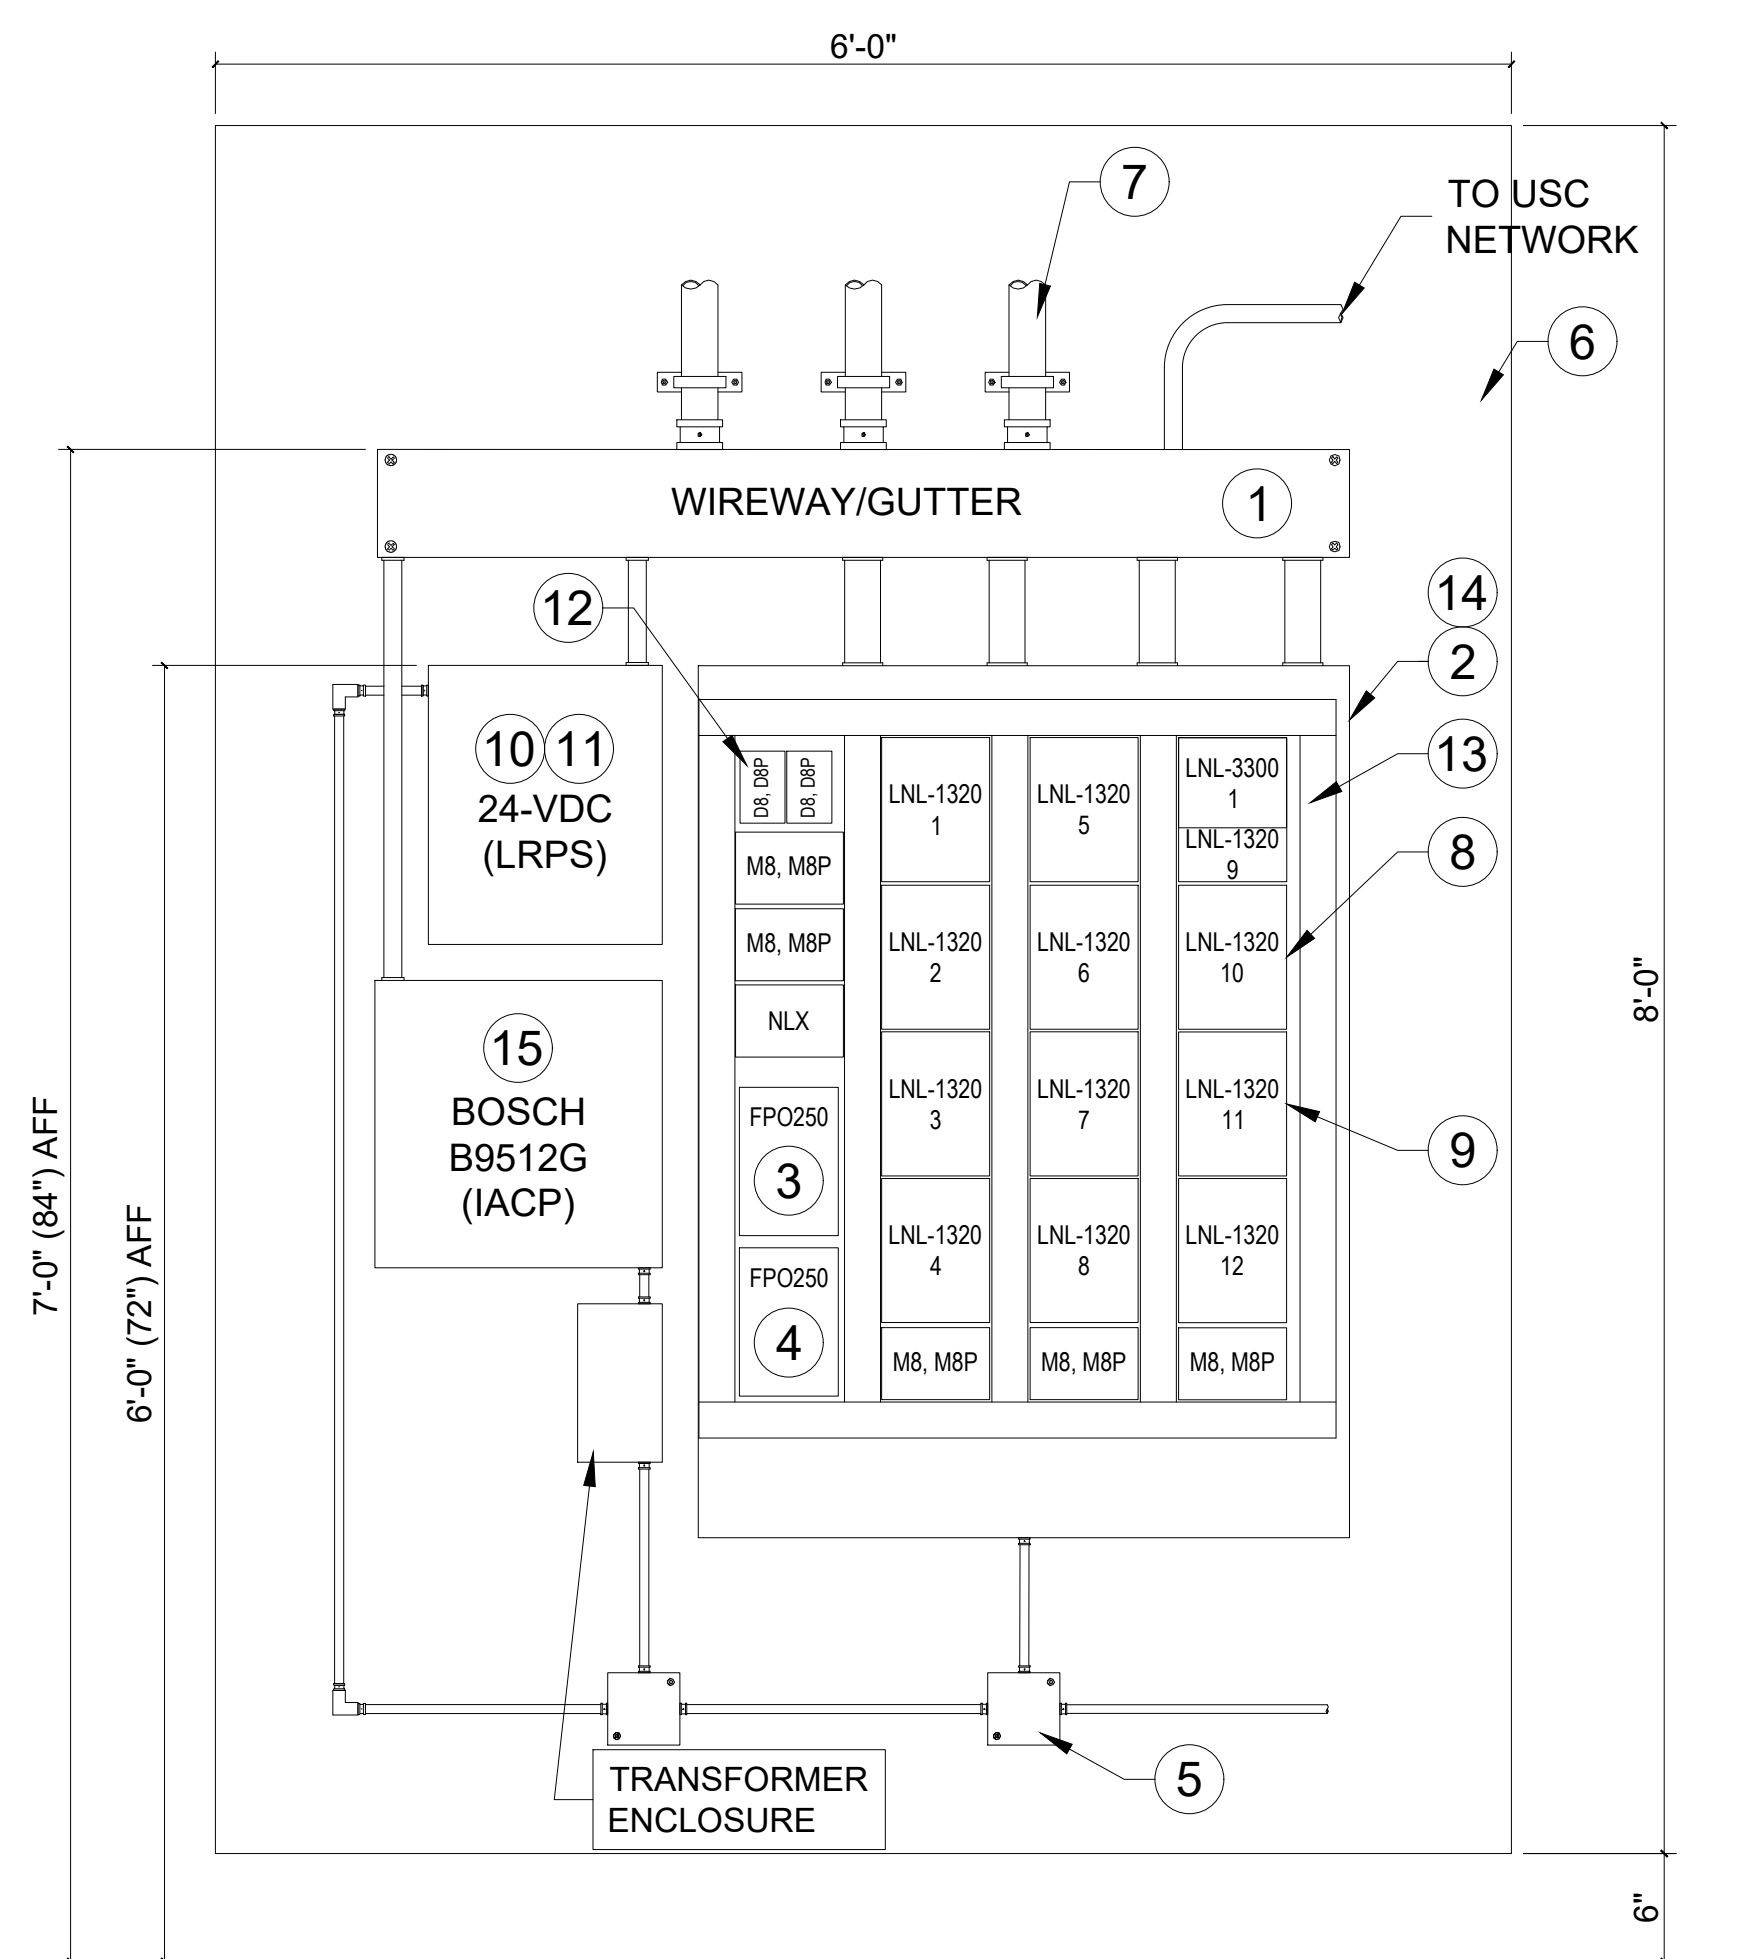 6'-0"
7
TO USC
NETWORK
6
WIREWAY/GUTTER
1
12
14
2
13
10 11
24-VDC
(LRPS)
D8, D8P
D8, D8P
M8, M8P
M8, M8P
NLX
FPO250
3
FPO250
4
LNL-1320
1
LNL-1320
2
LNL-1320
3
LNL-1320
4
M8, M8P
LNL-1320
5
LNL-1320
6
LNL-1320
7
LNL-1320
8
M8, M8P
LNL-3300
1
LNL-1320
9
LNL-1320
10
LNL-1320
11
LNL-1320
12
M8, M8P
8
9
15
BOSCH
B9512G
(IACP)
7'-0" (84") AFF
6'-0" (72") AFF
8'-0"
6"
5
TRANSFORMER
ENCLOSURE